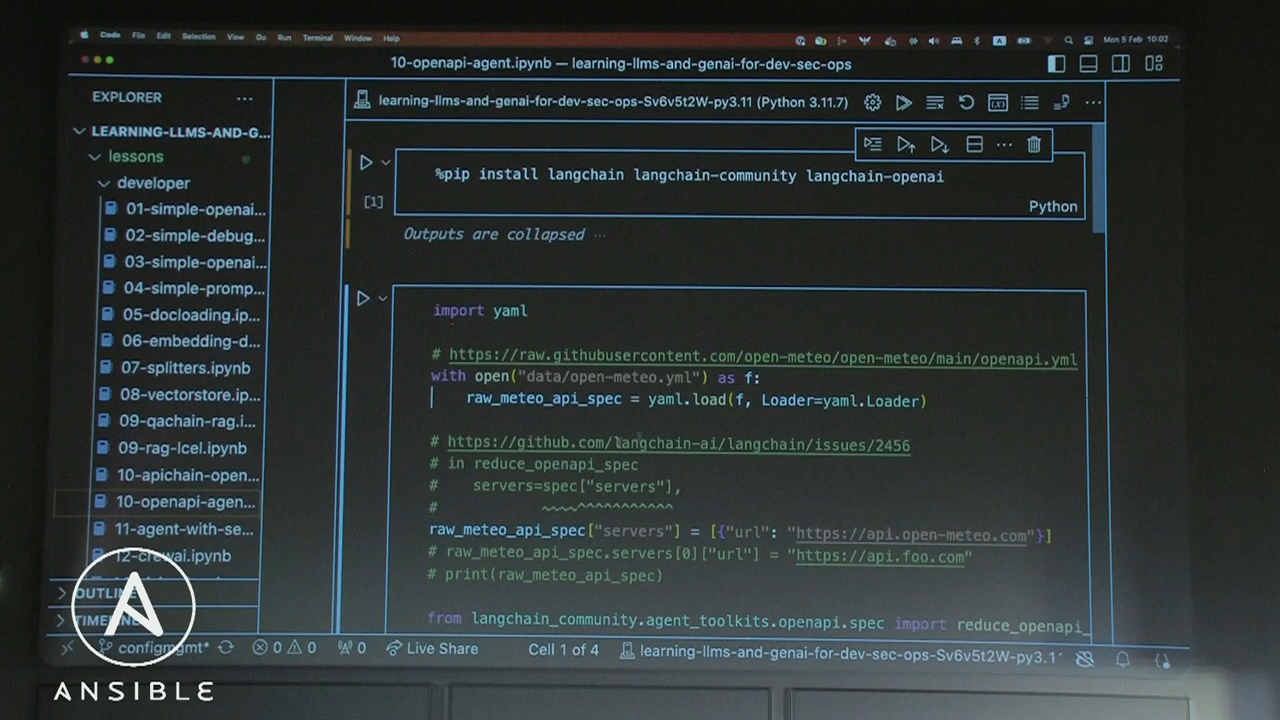 Code File Edit Selection View Go Run Terminal Window Help
Mon 5 Feb 10:02
10-openapi-agent.ipynb — learning-llms-and-genai-for-dev-sec-ops
EXPLORER
learning-llms-and-genai-for-dev-sec-ops-Sv6v5t2W-py3.11 (Python 3.11.7)
LEARNING-LLMS-AND-G...
lessons
developer
01-simple-openai...
02-simple-debug...
03-simple-openai...
04-simple-promp...
05-docloading.ip...
06-embedding-d...
07-splitters.ipynb
08-vectorstore.ip...
09-qachain-rag.i...
09-rag-lcel.ipynb
10-apichain-open...
10-openapi-agen...
11-agent-with-se...
12-crewai.ipynb
OUTLINE
%pip install langchain langchain-community langchain-openai
[1]
Python
Outputs are collapsed ...
import yaml
# https://raw.githubusercontent.com/open-meteo/open-meteo/main/openapi.yml
with open("data/open-meteo.yml") as f:
raw_meteo_api_spec = yaml.load(f, Loader=yaml.Loader)
# https://github.com/langchain-ai/langchain/issues/2456
# in reduce_openapi_spec
# servers=spec["servers"],
# ^^^^^^^^^^^^^^^
raw_meteo_api_spec["servers"] = [{"url": "https://api.open-meteo.com"}]
# raw_meteo_api_spec.servers[0]["url"] = "https://api.foo.com"
# print(raw_meteo_api_spec)
from langchain_community.agent_toolkits.openapi.spec import reduce_openapi_
configmgmt* 0 0 0 Live Share
Cell 1 of 4 learning-llms-and-genai-for-dev-sec-ops-Sv6v5t2W-py3.1
ANSIBLE